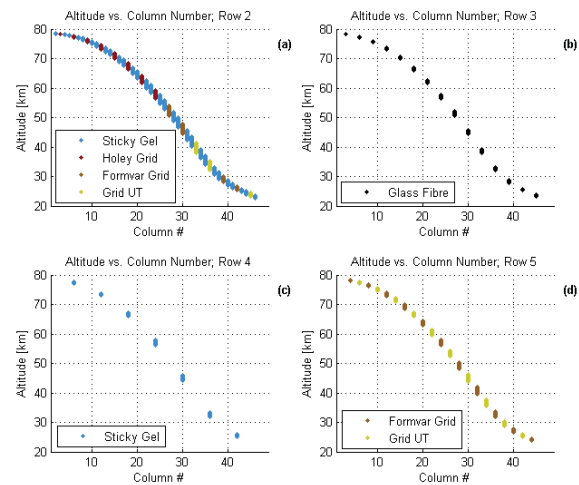 Altitude vs. Column Number; Row 2
(a)
Altitude [km]
80
70
60
50
40
30
20
Sticky Gel
Holey Grid
Formvar Grid
Grid UT
10 20 30 40
Column #
Altitude vs. Column Number; Row 3
(b)
Altitude [km]
80
70
60
50
40
30
20
Glass Fibre
10 20 30 40
Column #
Altitude vs. Column Number; Row 4
(c)
Altitude [km]
80
70
60
50
40
30
20
Sticky Gel
10 20 30 40
Column #
Altitude vs. Column Number; Row 5
(d)
Altitude [km]
80
70
60
50
40
30
20
Formvar Grid
Grid UT
10 20 30 40
Column #